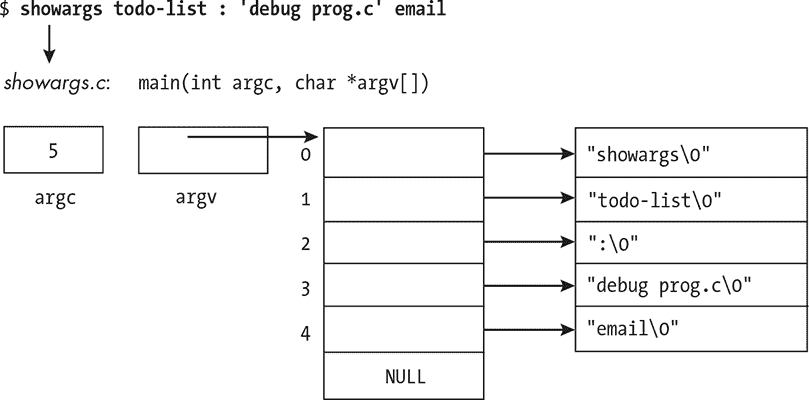 $ showargs todo-list : 'debug prog.c' email
showargs.c: main(int argc, char *argv[])
5
argc
argv
0 "showargs\0"
1 "todo-list\0"
2 ":\0"
3 "debug prog.c\0"
4 "email\0"
NULL